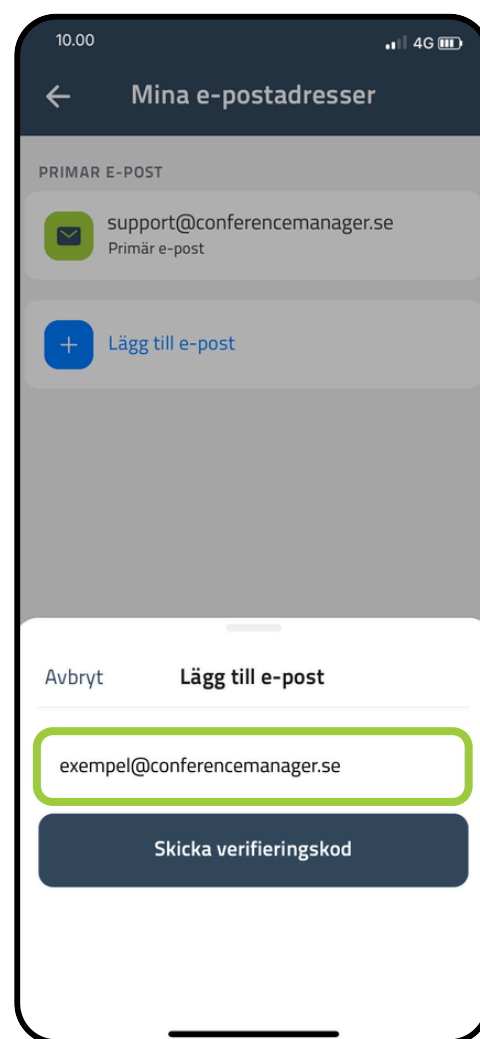 10.00 4G
Mina e-postadresser
PRIMAR E-POST
support@conferencemanager.se
Primär e-post
Lägg till e-post
Avbryt Lägg till e-post
exempel@conferencemanager.se
Skicka verifieringskod